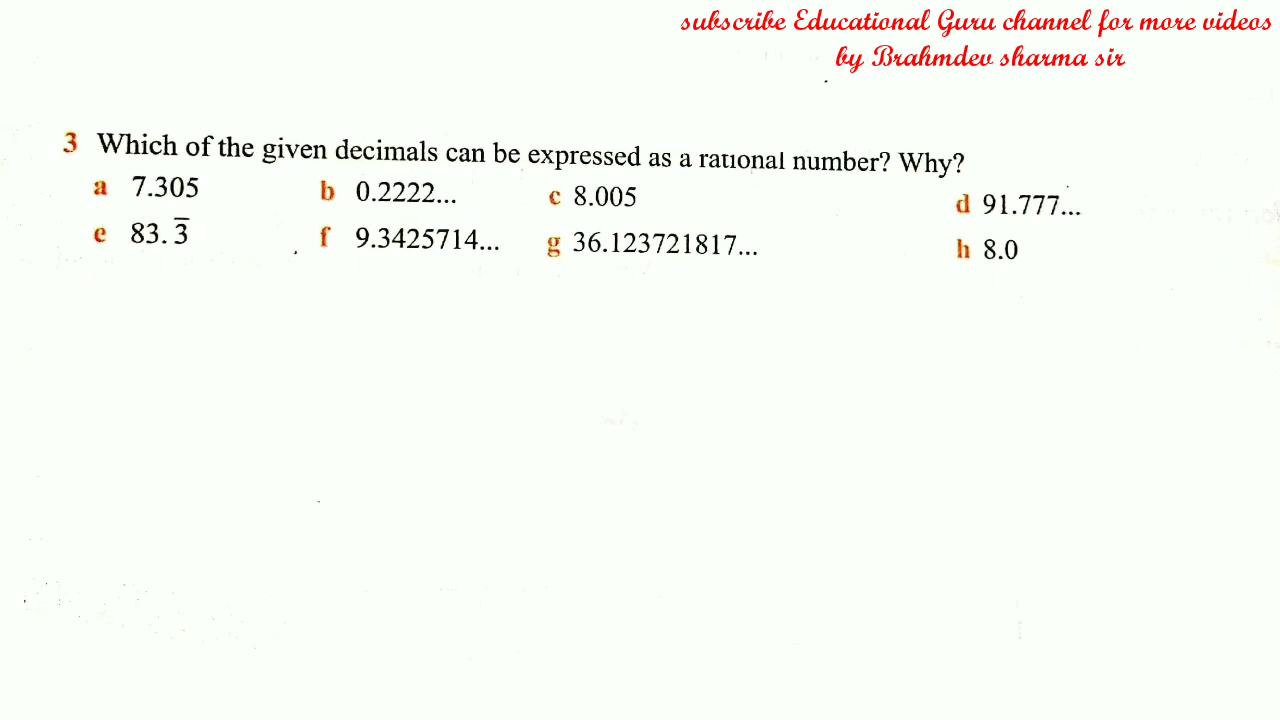 subscribe Educational Guru channel for more videos
by Brahmdev sharma sir
3 Which of the given decimals can be expressed as a rational number? Why?
a 7.305 b 0.2222... c 8.005 d 91.777...
e 83.3̅ f 9.3425714... g 36.123721817... h 8.0